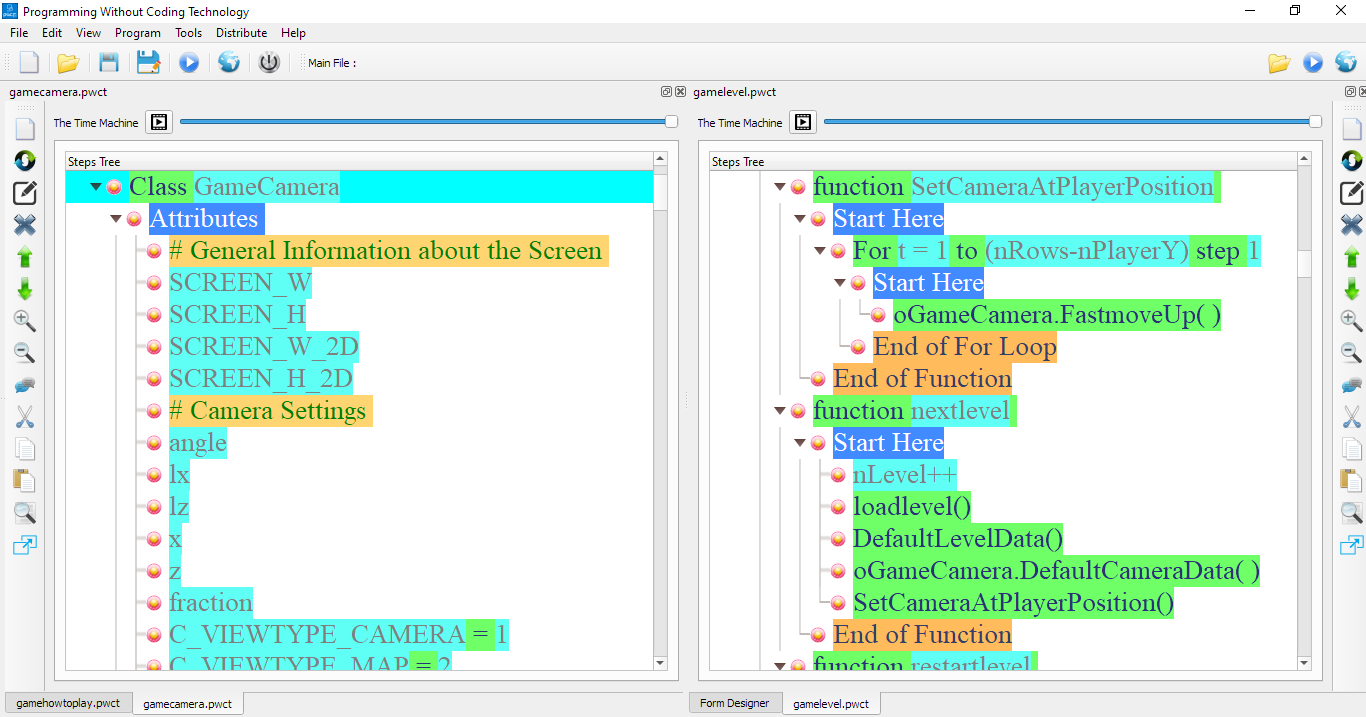 Programming Without Coding Technology
File Edit View Program Tools Distribute Help
Main File :
gamecamera.pwct
The Time Machine
Steps Tree
Class GameCamera
Attributes
# General Information about the Screen
SCREEN_W
SCREEN_H
SCREEN_W_2D
SCREEN_H_2D
# Camera Settings
angle
lx
lz
x
z
fraction
C_VIEWTYPE_CAMERA = 1
C_VIEWTYPE_MAP = 2
gamehowtoplay.pwct gamecamera.pwct
gamelevel.pwct
The Time Machine
Steps Tree
function SetCameraAtPlayerPosition
Start Here
For t = 1 to (nRows-nPlayerY) step 1
Start Here
oGameCamera.FastmoveUp( )
End of For Loop
End of Function
function nextlevel
Start Here
nLevel++
loadlevel()
DefaultLevelData()
oGameCamera.DefaultCameraData( )
SetCameraAtPlayerPosition()
End of Function
function restartlevel
Form Designer gamelevel.pwct